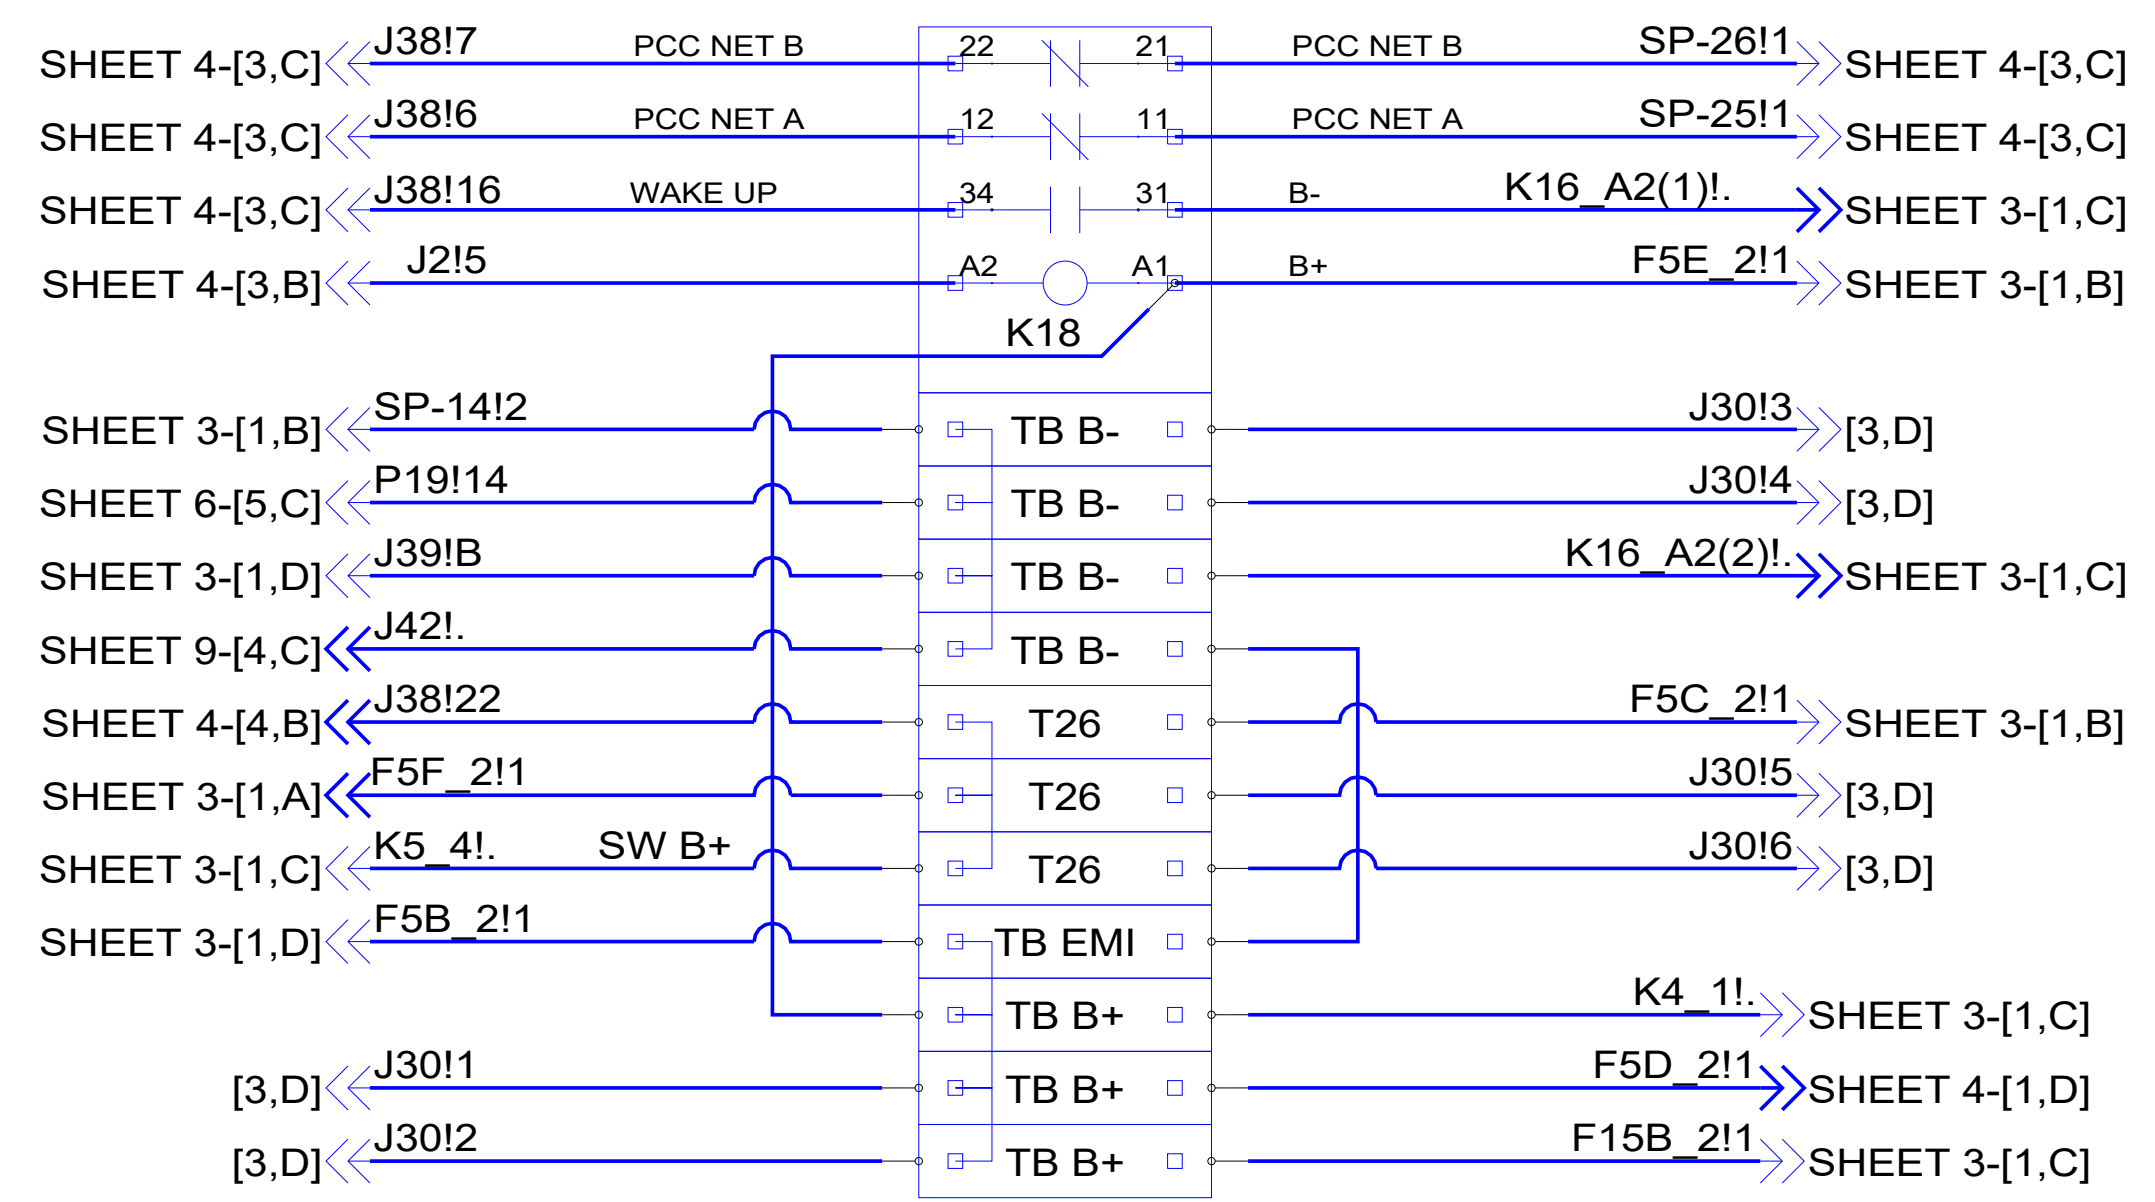 SHEET 4-[3,C] J38!7 PCC NET B 22 21 PCC NET B SP-26!1 SHEET 4-[3,C]
SHEET 4-[3,C] J38!6 PCC NET A 12 11 PCC NET A SP-25!1 SHEET 4-[3,C]
SHEET 4-[3,C] J38!16 WAKE UP 34 31 B- K16_A2(1)!. SHEET 3-[1,C]
SHEET 4-[3,B] J2!5 A2 A1 B+ F5E_2!1 SHEET 3-[1,B]
K18
SHEET 3-[1,B] SP-14!2 TB B- J30!3 [3,D]
SHEET 6-[5,C] P19!14 TB B- J30!4 [3,D]
SHEET 3-[1,D] J39!B TB B- K16_A2(2)!. SHEET 3-[1,C]
SHEET 9-[4,C] J42!. TB B-
SHEET 4-[4,B] J38!22 T26 F5C_2!1 SHEET 3-[1,B]
SHEET 3-[1,A] F5F_2!1 T26 J30!5 [3,D]
SHEET 3-[1,C] K5_4!. SW B+ T26 J30!6 [3,D]
SHEET 3-[1,D] F5B_2!1 TB EMI
TB B+ K4_1!. SHEET 3-[1,C]
[3,D] J30!1 TB B+ F5D_2!1 SHEET 4-[1,D]
[3,D] J30!2 TB B+ F15B_2!1 SHEET 3-[1,C]